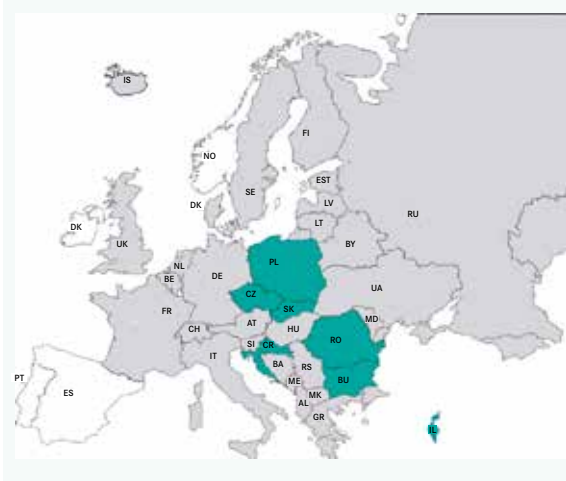 IS
FI
NO
SE
EST
DK
LV
LT
RU
DK
UK
BY
PL
NL
DE
BE
CZ
UA
SK
FR
AT
MD
CH
HU
RO
SI
CR
IT
BA
RS
PT
ME
BU
ES
MK
AL
GR
IL